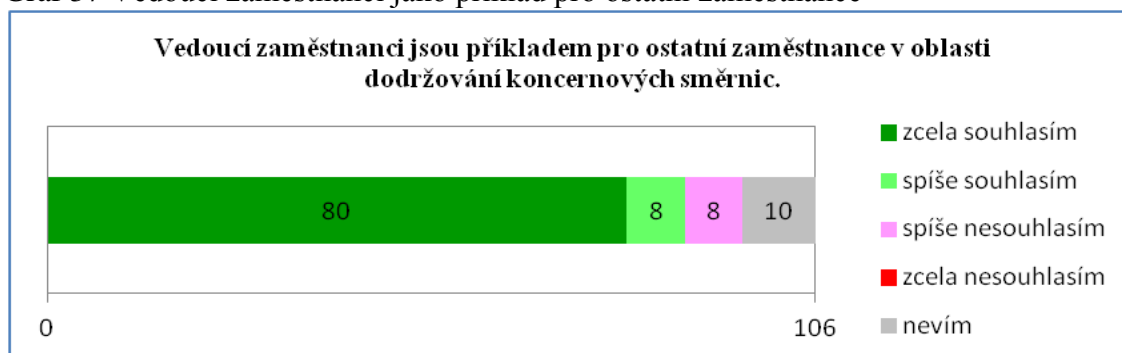 Vedoucí zaměstnanci jsou příkladem pro ostatní zaměstnance v oblasti
dodržování koncernových směrnic.
80 8 8 10
0 106
zcela souhlasím
spíše souhlasím
spíše nesouhlasím
zcela nesouhlasím
nevím